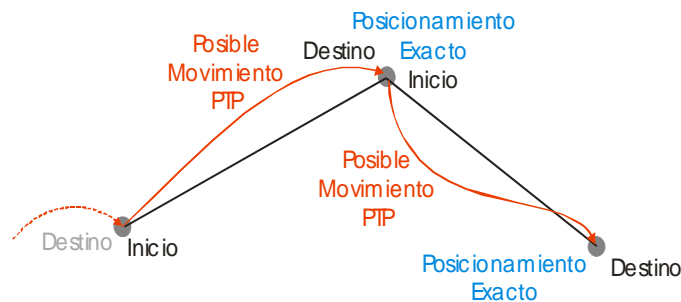 Posicionamiento
Exacto
Destino
Inicio
Posible
Movimiento
PTP
Posible
Movimiento
PTP
Destino
Inicio
Posicionamiento
Exacto
Destino